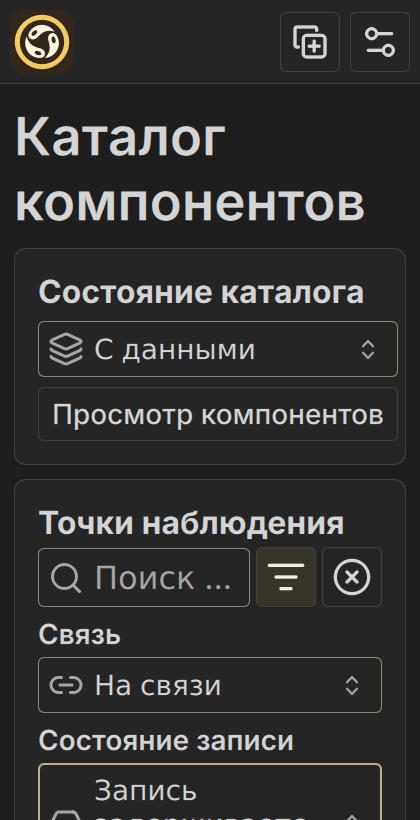 Каталог
компонентов
Состояние каталога
С данными
Просмотр компонентов
Точки наблюдения
Поиск ...
Связь
На связи
Состояние записи
Запись